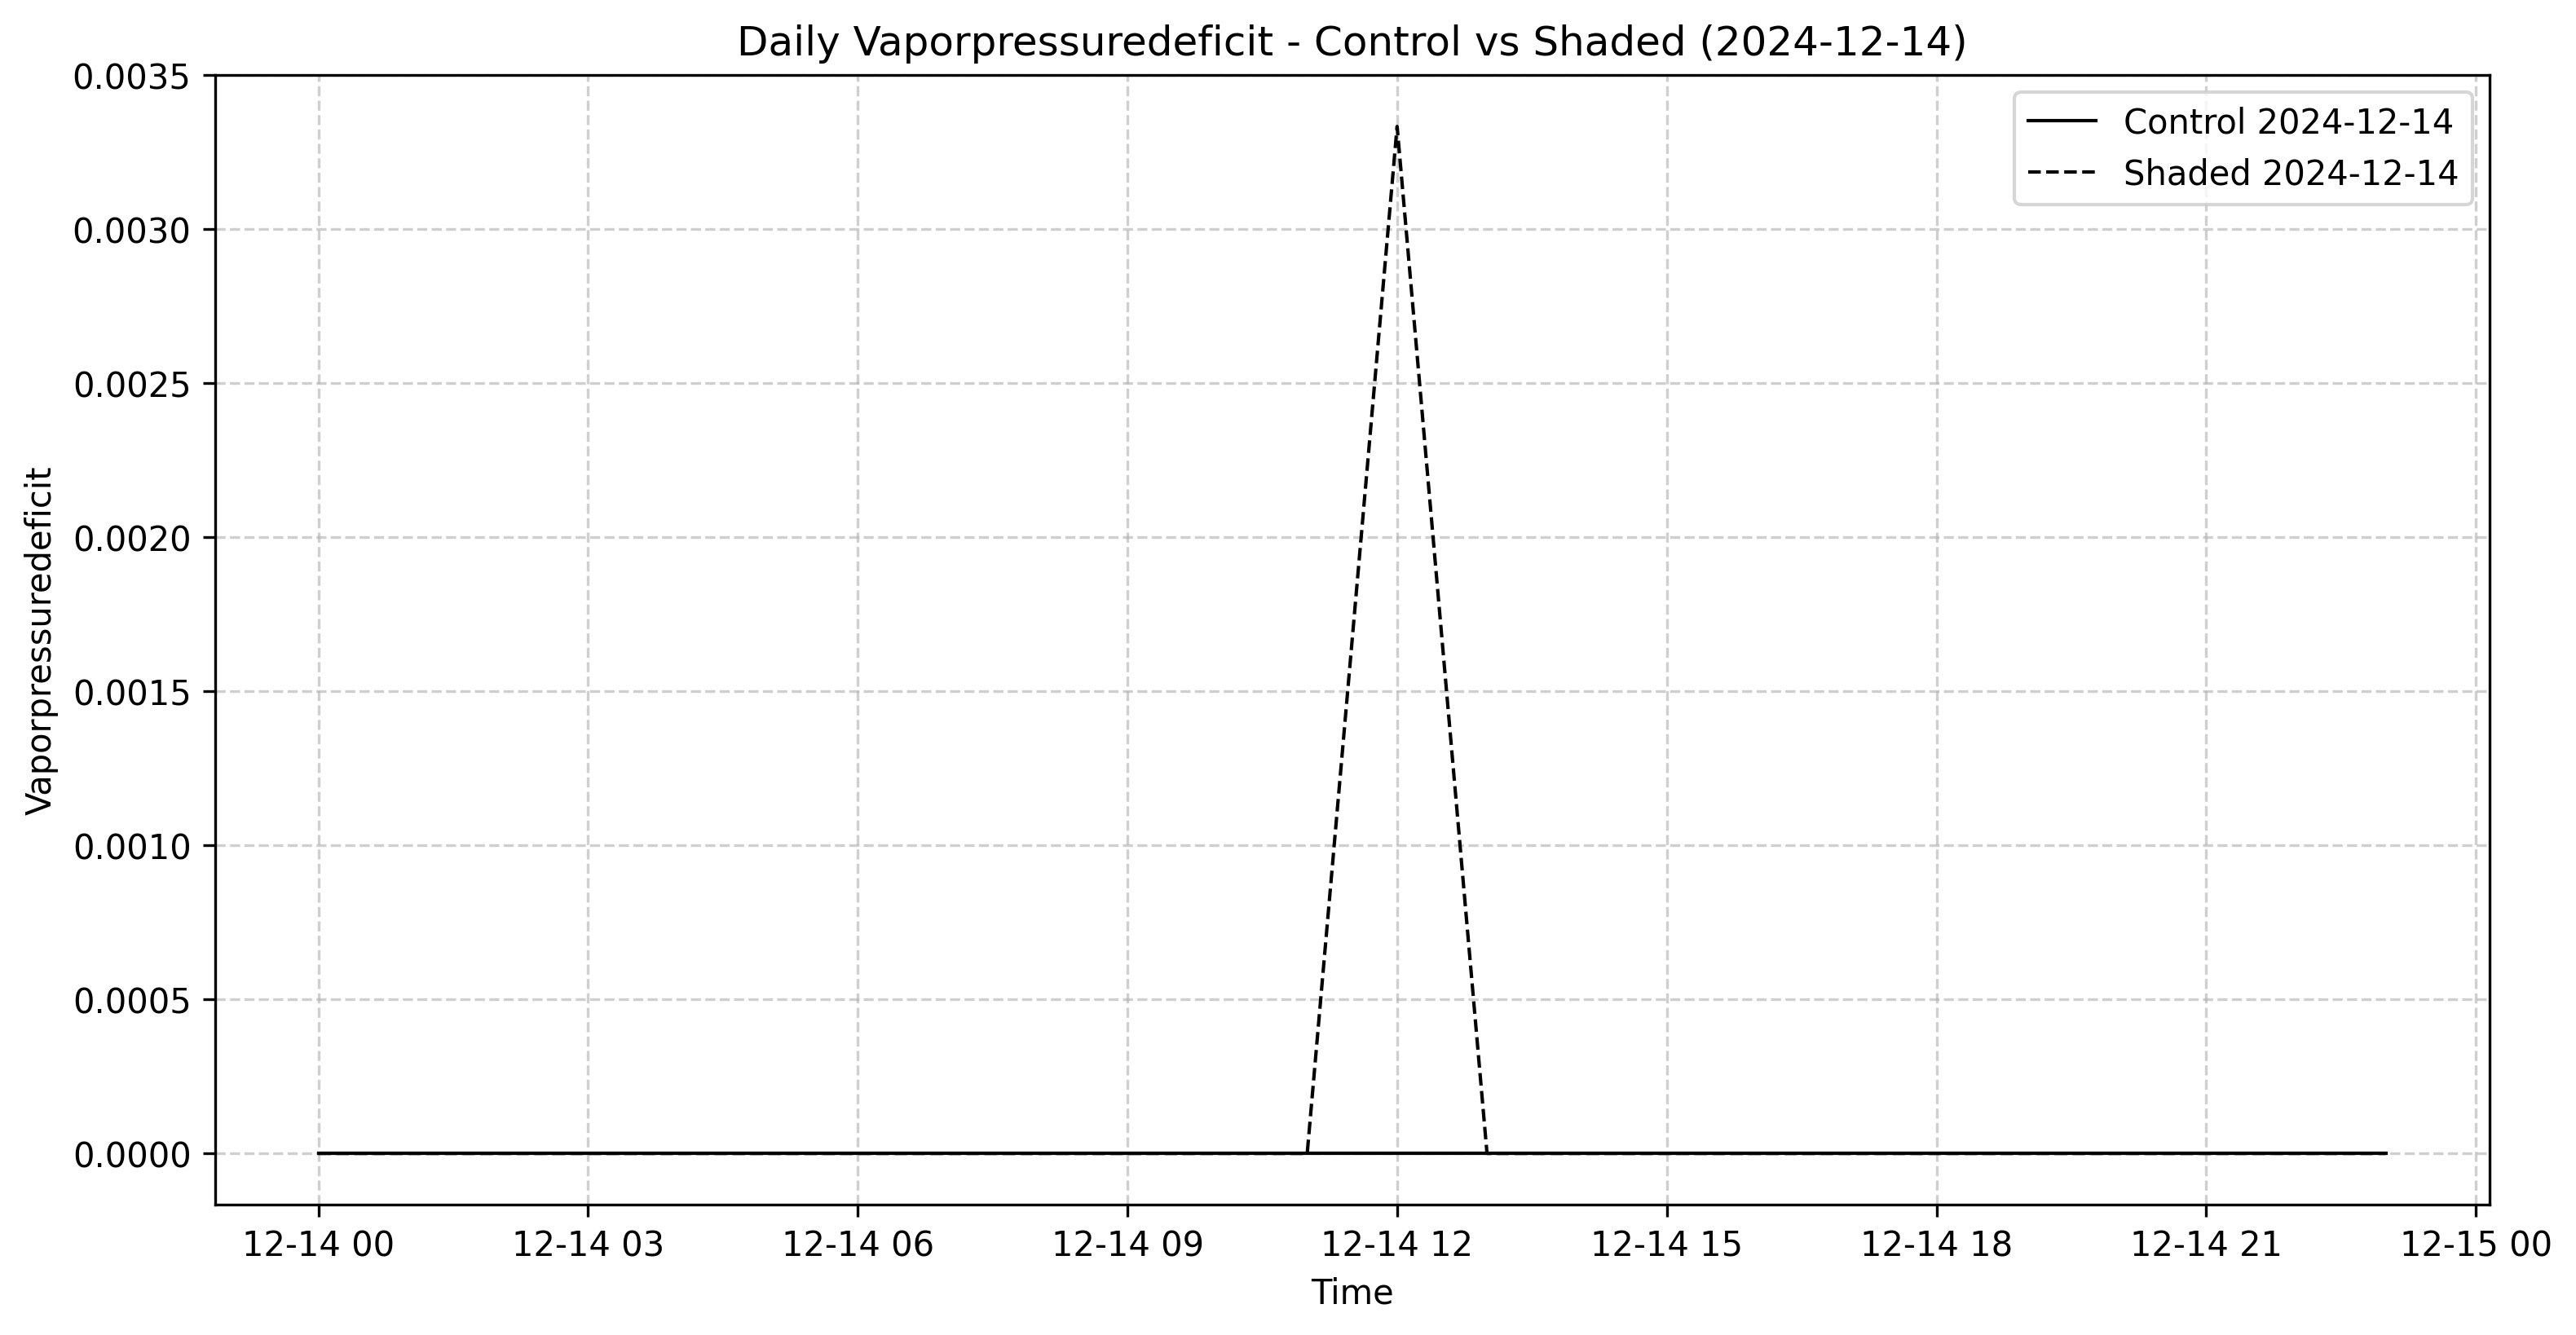 Daily Vaporpressuredeficit - Control vs Shaded (2024-12-14)
0.0035
0.0030
0.0025
0.0020
0.0015
0.0010
0.0005
0.0000
Vaporpressuredeficit
Control 2024-12-14
Shaded 2024-12-14
12-14 00 12-14 03 12-14 06 12-14 09 12-14 12 12-14 15 12-14 18 12-14 21 12-15 00
Time